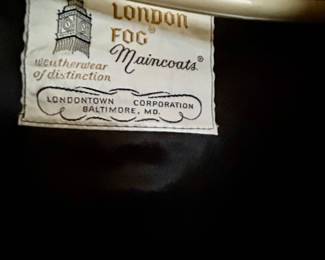 LONDON
FOG
Maincoats.®
weatherwear
of distinction
LONDONTOWN CORPORATION
BALTIMORE, MD.